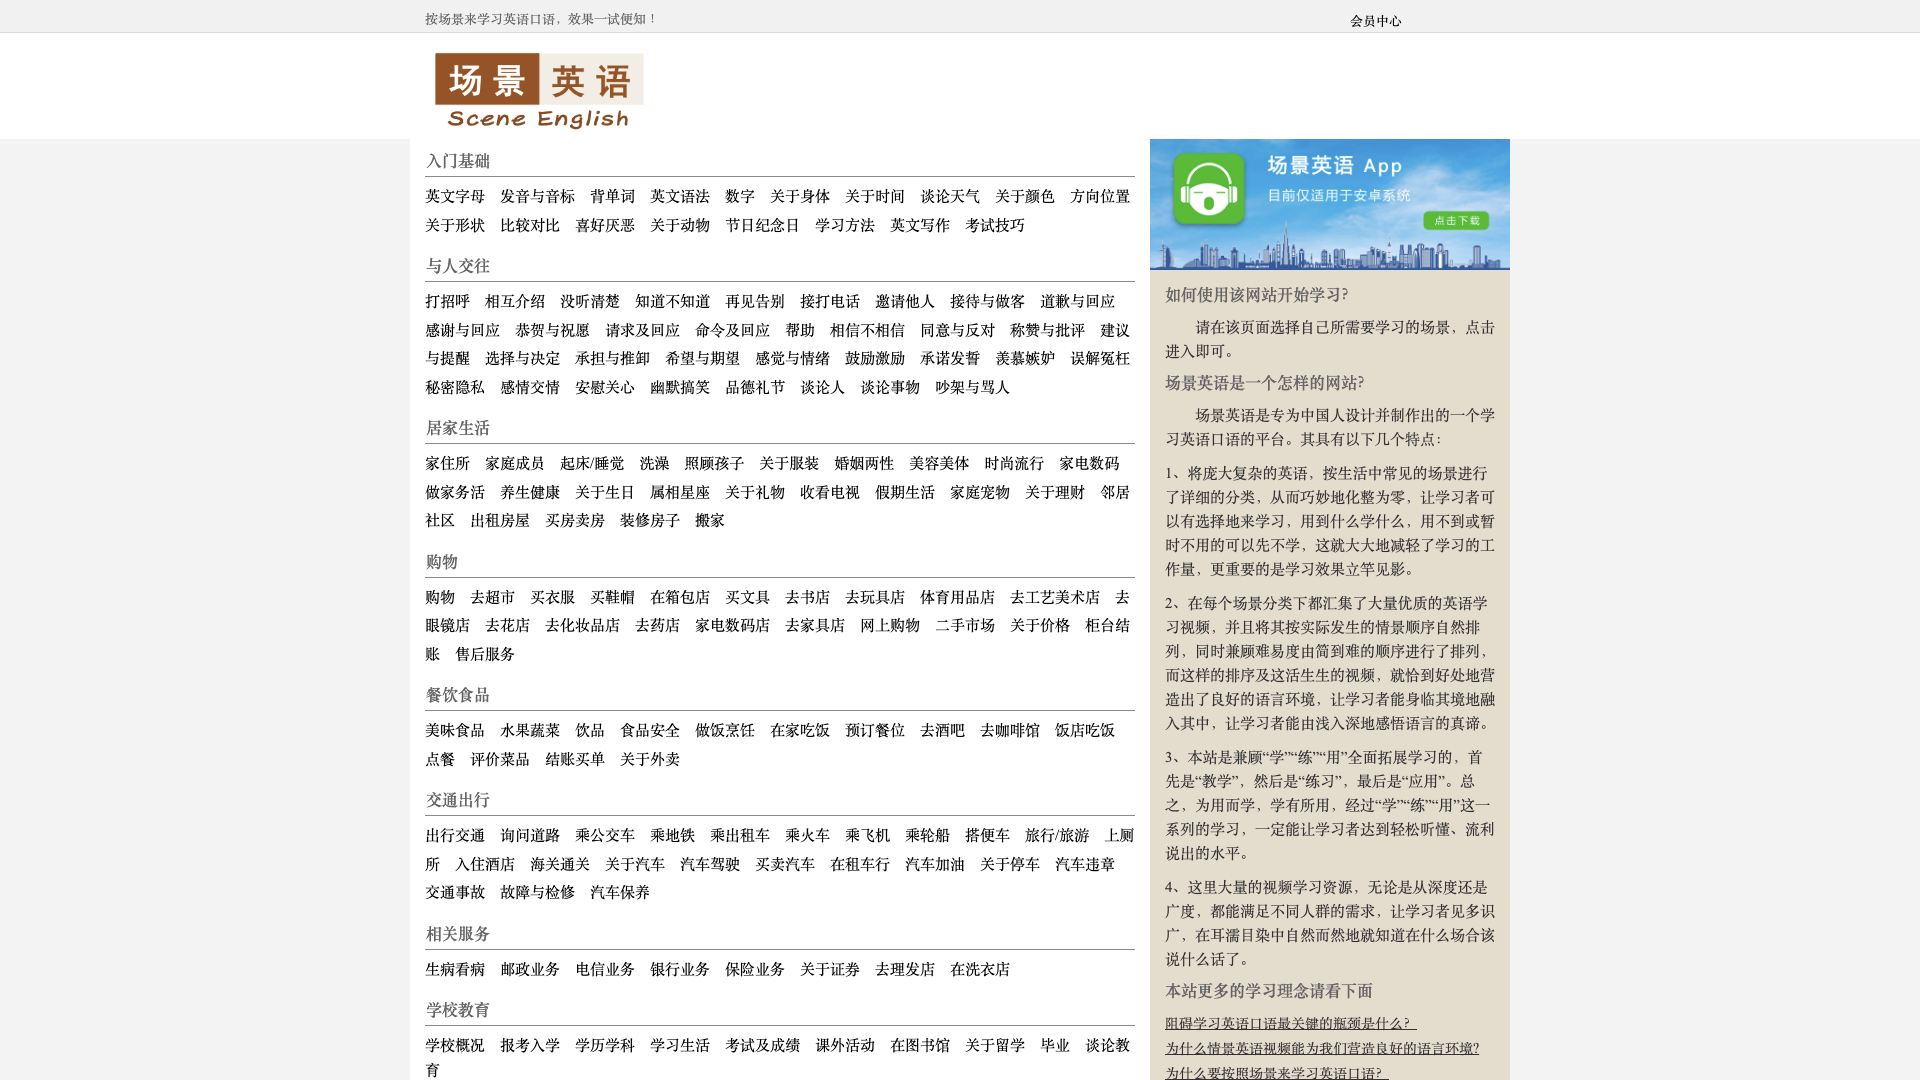 按场景来学习英语口语，效果一试便知！
会员中心
场景英语
Scene English
入门基础
英文字母 发音与音标 背单词 英文语法 数字 关于身体 关于时间 谈论天气 关于颜色 方向位置
关于形状 比较对比 喜好厌恶 关于动物 节日纪念日 学习方法 英文写作 考试技巧
与人交往
打招呼 相互介绍 没听清楚 知道不知道 再见告别 接打电话 邀请他人 接待与做客 道歉与回应
感谢与回应 恭贺与祝愿 请求及回应 命令及回应 帮助 相信不相信 同意与反对 称赞与批评 建议
与提醒 选择与决定 承担与推卸 希望与期望 感觉与情绪 鼓励激励 承诺发誓 羡慕嫉妒 误解冤枉
秘密隐私 感情交情 安慰关心 幽默搞笑 品德礼节 谈论人 谈论事物 吵架与骂人
居家生活
家住所 家庭成员 起床/睡觉 洗澡 照顾孩子 关于服装 婚姻两性 美容美体 时尚流行 家电数码
做家务活 养生健康 关于生日 属相星座 关于礼物 收看电视 假期生活 家庭宠物 关于理财 邻居
社区 出租房屋 买房卖房 装修房子 搬家
购物
购物 去超市 买衣服 买鞋帽 在箱包店 买文具 去书店 去玩具店 体育用品店 去工艺美术店 去
眼镜店 去花店 去化妆品店 去药店 家电数码店 去家具店 网上购物 二手市场 关于价格 柜台结
账 售后服务
餐饮食品
美味食品 水果蔬菜 饮品 食品安全 做饭烹饪 在家吃饭 预订餐位 去酒吧 去咖啡馆 饭店吃饭
点餐 评价菜品 结账买单 关于外卖
交通出行
出行交通 询问道路 乘公交车 乘地铁 乘出租车 乘火车 乘飞机 乘轮船 搭便车 旅行/旅游 上厕
所 入住酒店 海关通关 关于汽车 汽车驾驶 买卖汽车 在租车行 汽车加油 关于停车 汽车违章
交通事故 故障与检修 汽车保养
相关服务
生病看病 邮政业务 电信业务 银行业务 保险业务 关于证券 去理发店 在洗衣店
学校教育
学校概况 报考入学 学历学科 学习生活 考试及成绩 课外活动 在图书馆 关于留学 毕业 谈论教
育
场景英语 App
目前仅适用于安卓系统
点击下载
如何使用该网站开始学习?
请在该页面选择自己所需要学习的场景，点击
进入即可。
场景英语是一个怎样的网站?
场景英语是专为中国人设计并制作出的一个学
习英语口语的平台。其具有以下几个特点：
1、将庞大复杂的英语，按生活中常见的场景进行
了详细的分类，从而巧妙地化整为零，让学习者可
以有选择地来学习，用到什么学什么，用不到或暂
时不用的可以先不学，这就大大地减轻了学习的工
作量，更重要的是学习效果立竿见影。
2、在每个场景分类下都汇集了大量优质的英语学
习视频，并且将其按实际发生的情景顺序自然排
列，同时兼顾难易度由简到难的顺序进行了排列，
而这样的排序及这活生生的视频，就恰到好处地营
造出了良好的语言环境，让学习者能身临其境地融
入其中，让学习者能由浅入深地感悟语言的真谛。
3、本站是兼顾“学”“练”“用”全面拓展学习的，首
先是“教学”，然后是“练习”，最后是“应用”。总
之，为用而学，学有所用，经过“学”“练”“用”这一
系列的学习，一定能让学习者达到轻松听懂、流利
说出的水平。
4、这里大量的视频学习资源，无论是从深度还是
广度，都能满足不同人群的需求，让学习者见多识
广，在耳濡目染中自然而然地就知道在什么场合该
说什么话了。
本站更多的学习理念请看下面
阻碍学习英语口语最关键的瓶颈是什么？
为什么情景英语视频能为我们营造良好的语言环境?
为什么要按照场景来学习英语口语？